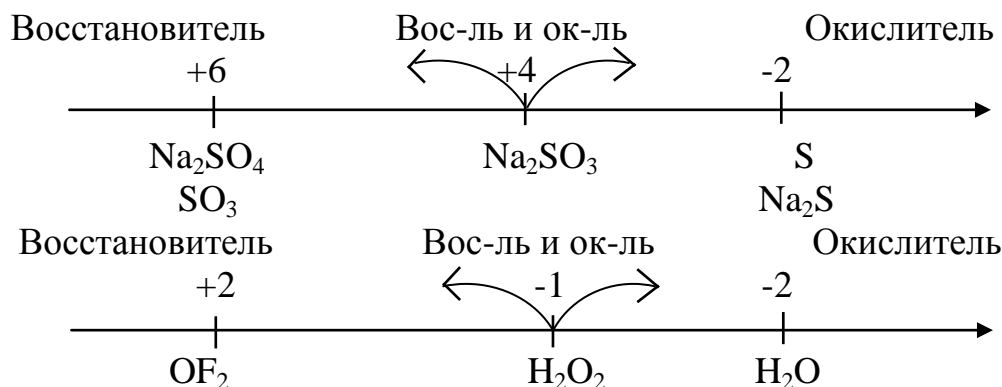 Восстановитель Вос-ль и ок-ль Окислитель
+6 +4 -2
Na₂SO₄ Na₂SO₃ S
SO₃ Na₂S
Восстановитель Вос-ль и ок-ль Окислитель
+2 -1 -2
OF₂ H₂O₂ H₂O